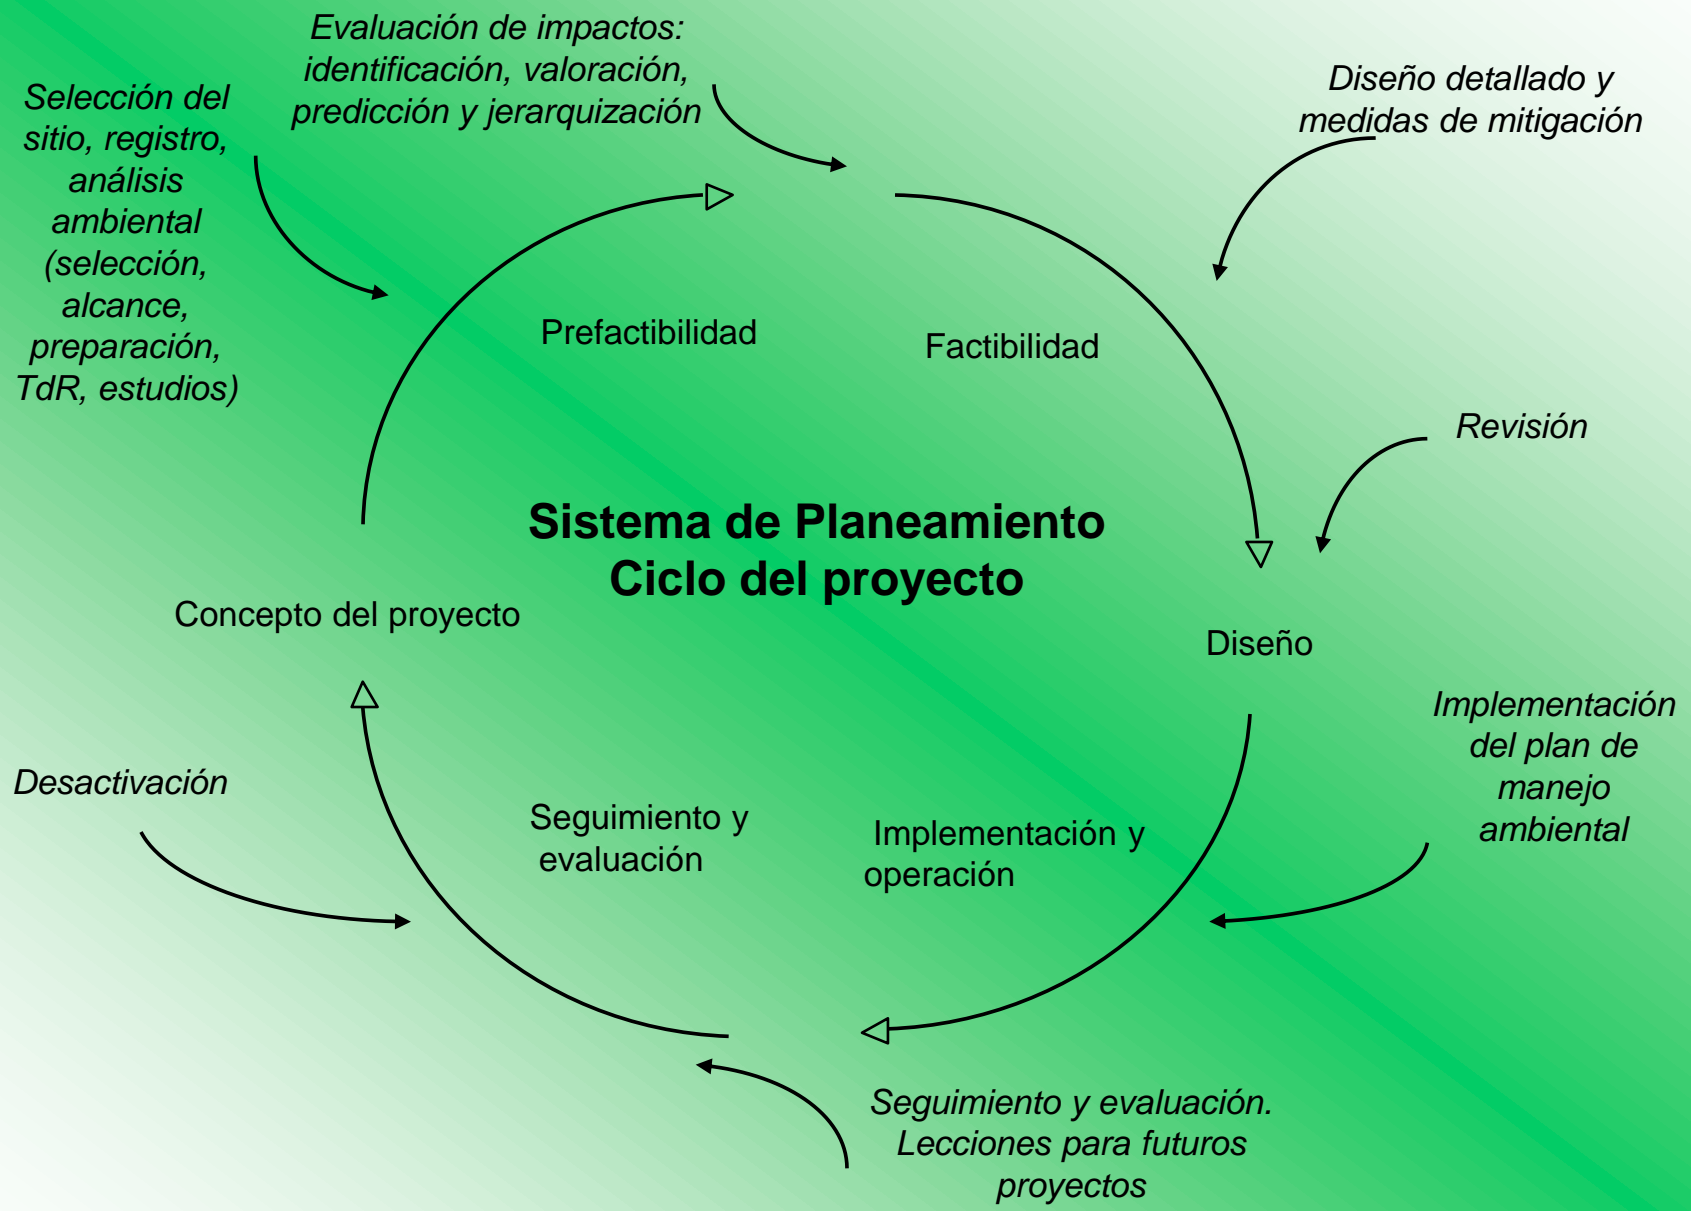 Evaluación de impactos:
identificación, valoración,
predicción y jerarquización
Selección del
sitio, registro,
análisis
ambiental
(selección,
alcance,
preparación,
TdR, estudios)
Diseño detallado y
medidas de mitigación
Prefactibilidad
Factibilidad
Revisión
Sistema de Planeamiento
Ciclo del proyecto
Concepto del proyecto
Diseño
Implementación
del plan de
manejo
ambiental
Desactivación
Seguimiento y
evaluación
Implementación y
operación
Seguimiento y evaluación.
Lecciones para futuros
proyectos